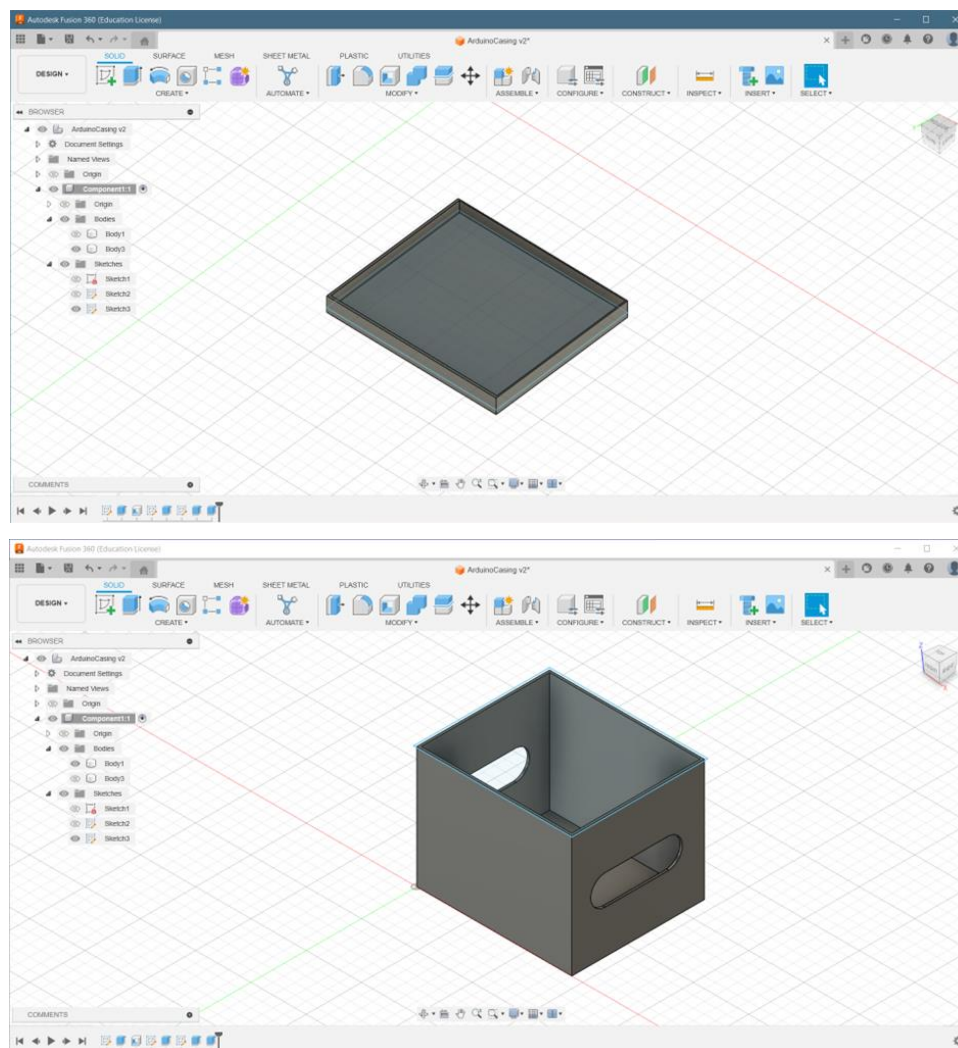 Autodesk Fusion 360 (Education License)
ArduinoCasing v2*
SOLID SURFACE MESH SHEET METAL PLASTIC UTILITIES
DESIGN
CREATE AUTOMATE MODIFY ASSEMBLE CONFIGURE CONSTRUCT INSPECT INSERT SELECT
BROWSER
ArduinoCasing v2
Document Settings
Named Views
Origin
Component1:1
Origin
Bodies
Body1
Body3
Sketches
Sketch1
Sketch2
Sketch3
COMMENTS
Autodesk Fusion 360 (Education License)
ArduinoCasing v2*
SOLID SURFACE MESH SHEET METAL PLASTIC UTILITIES
DESIGN
CREATE AUTOMATE MODIFY ASSEMBLE CONFIGURE CONSTRUCT INSPECT INSERT SELECT
BROWSER
ArduinoCasing v2
Document Settings
Named Views
Origin
Component1:1
Origin
Bodies
Body1
Body3
Sketches
Sketch1
Sketch2
Sketch3
Z
X
COMMENTS